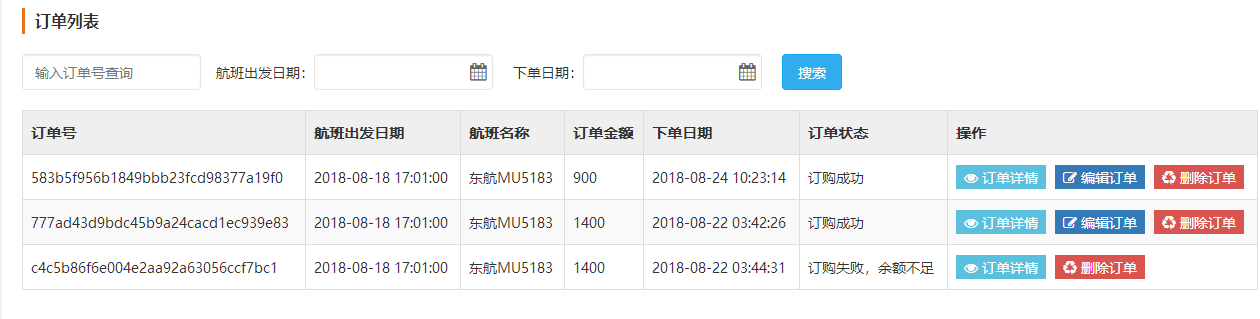 订单列表
输入订单号查询 航班出发日期： 下单日期： 搜索
订单号 航班出发日期 航班名称 订单金额 下单日期 订单状态 操作
583b5f956b1849bbb23fcd98377a19f0 2018-08-18 17:01:00 东航MU5183 900 2018-08-24 10:23:14 订购成功 订单详情 编辑订单 删除订单
777ad43d9bdc45b9a24cacd1ec939e83 2018-08-18 17:01:00 东航MU5183 1400 2018-08-22 03:42:26 订购成功 订单详情 编辑订单 删除订单
c4c5b86f6e004e2aa92a63056ccf7bc1 2018-08-18 17:01:00 东航MU5183 1400 2018-08-22 03:44:31 订购失败，余额不足 订单详情 删除订单